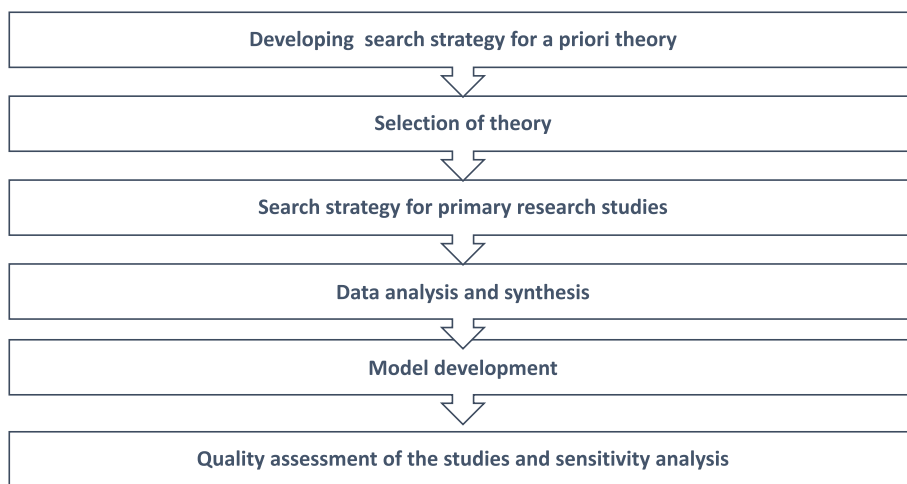 Developing  search strategy for a priori theory
Selection of theory
Search strategy for primary research studies
Data analysis and synthesis
Model development
Quality assessment of the studies and sensitivity analysis